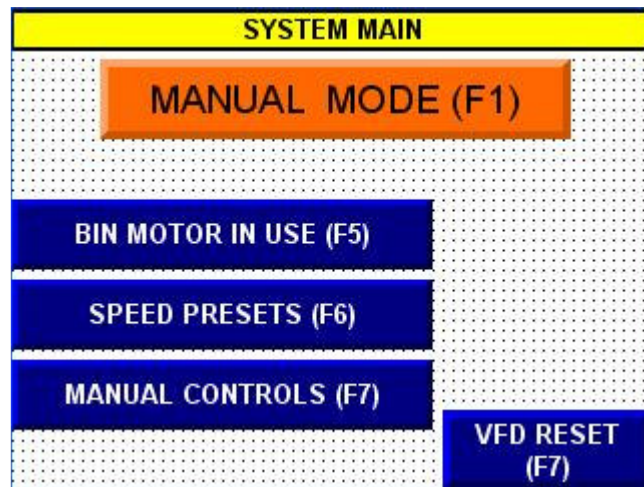 SYSTEM MAIN
MANUAL MODE (F1)
BIN MOTOR IN USE (F5)
SPEED PRESETS (F6)
MANUAL CONTROLS (F7)
VFD RESET
(F7)